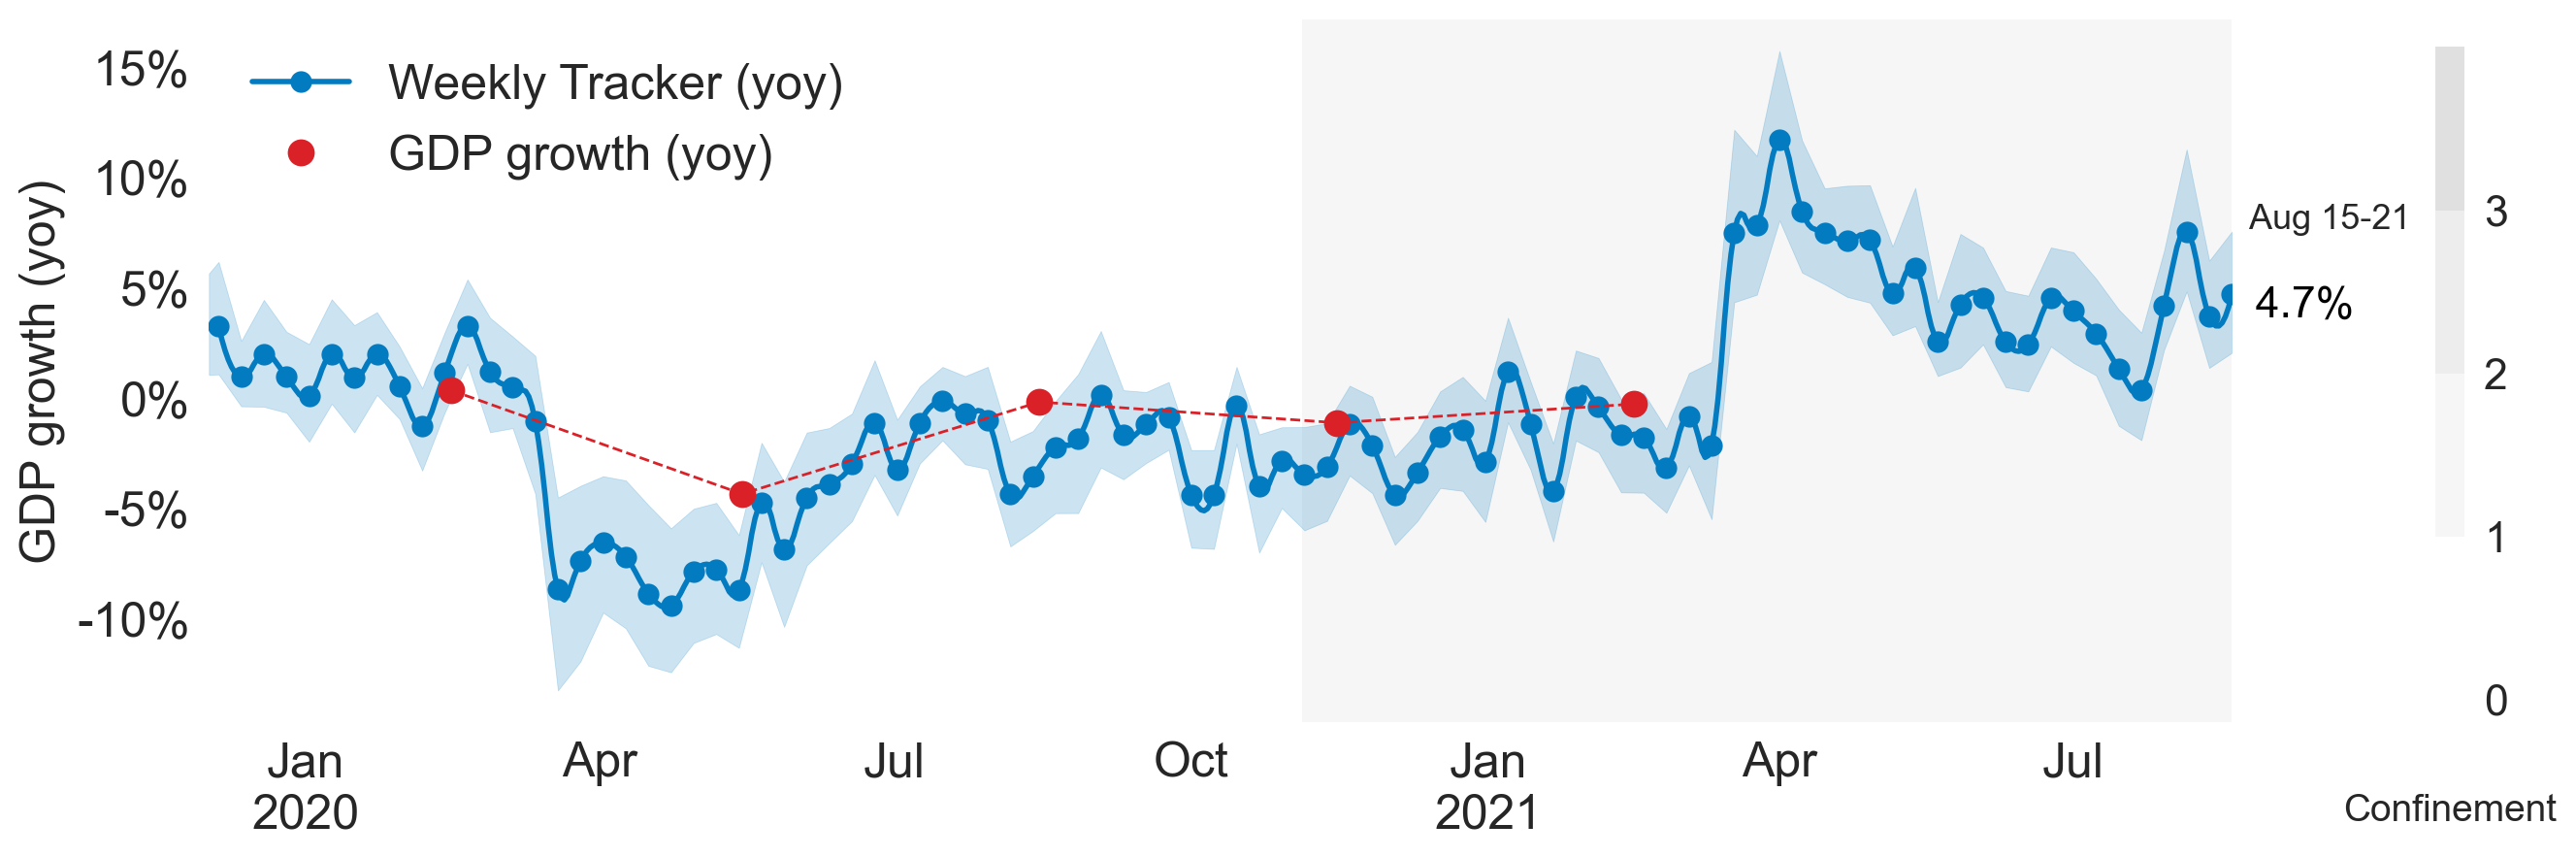 Weekly Tracker (yoy)
GDP growth (yoy)
GDP growth (yoy)
15%
10%
5%
0%
-5%
-10%
Jan
2020
Apr
Jul
Oct
Jan
2021
Apr
Jul
Aug 15-21
4.7%
3
2
1
0
Confinement